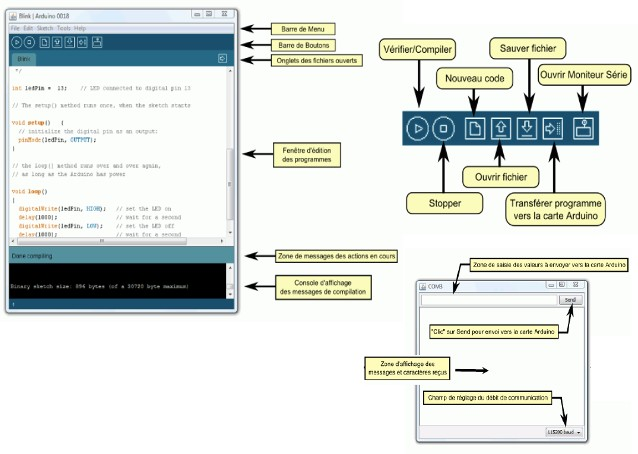 Blink | Arduino 0018
File Edit Sketch Tools Help
Blink
*/
int ledPin = 13; // LED connected to digital pin 13
// The setup() method runs once, when the sketch starts
void setup() {
// initialize the digital pin as an output:
pinMode(ledPin, OUTPUT);
}
// the loop() method runs over and over again,
// as long as the Arduino has power
void loop()
{
digitalWrite(ledPin, HIGH); // set the LED on
delay(1000); // wait for a second
digitalWrite(ledPin, LOW); // set the LED off
delay(1000); // wait for a second
Done compiling
Binary sketch size: 896 bytes (of a 30720 byte maximum)
1
Barre de Menu
Barre de Boutons
Onglets des fichiers ouverts
Fenêtre d'édition
des programmes
Zone de messages des actions en cours
Console d'affichage
des messages de compilation
Vérifier/Compiler
Sauver fichier
Nouveau code
Ouvrir Moniteur Série
Ouvrir fichier
Stopper
Transférer programme
vers la carte Arduino
Zone de saisie des valeurs à envoyer vers la carte Arduino
COM3
Send
"Clic" sur Send pour envoi vers la carte Arduino
Zone d'affichage des
messages et caractères reçus
Champ de réglage du débit de communication
115200 baud